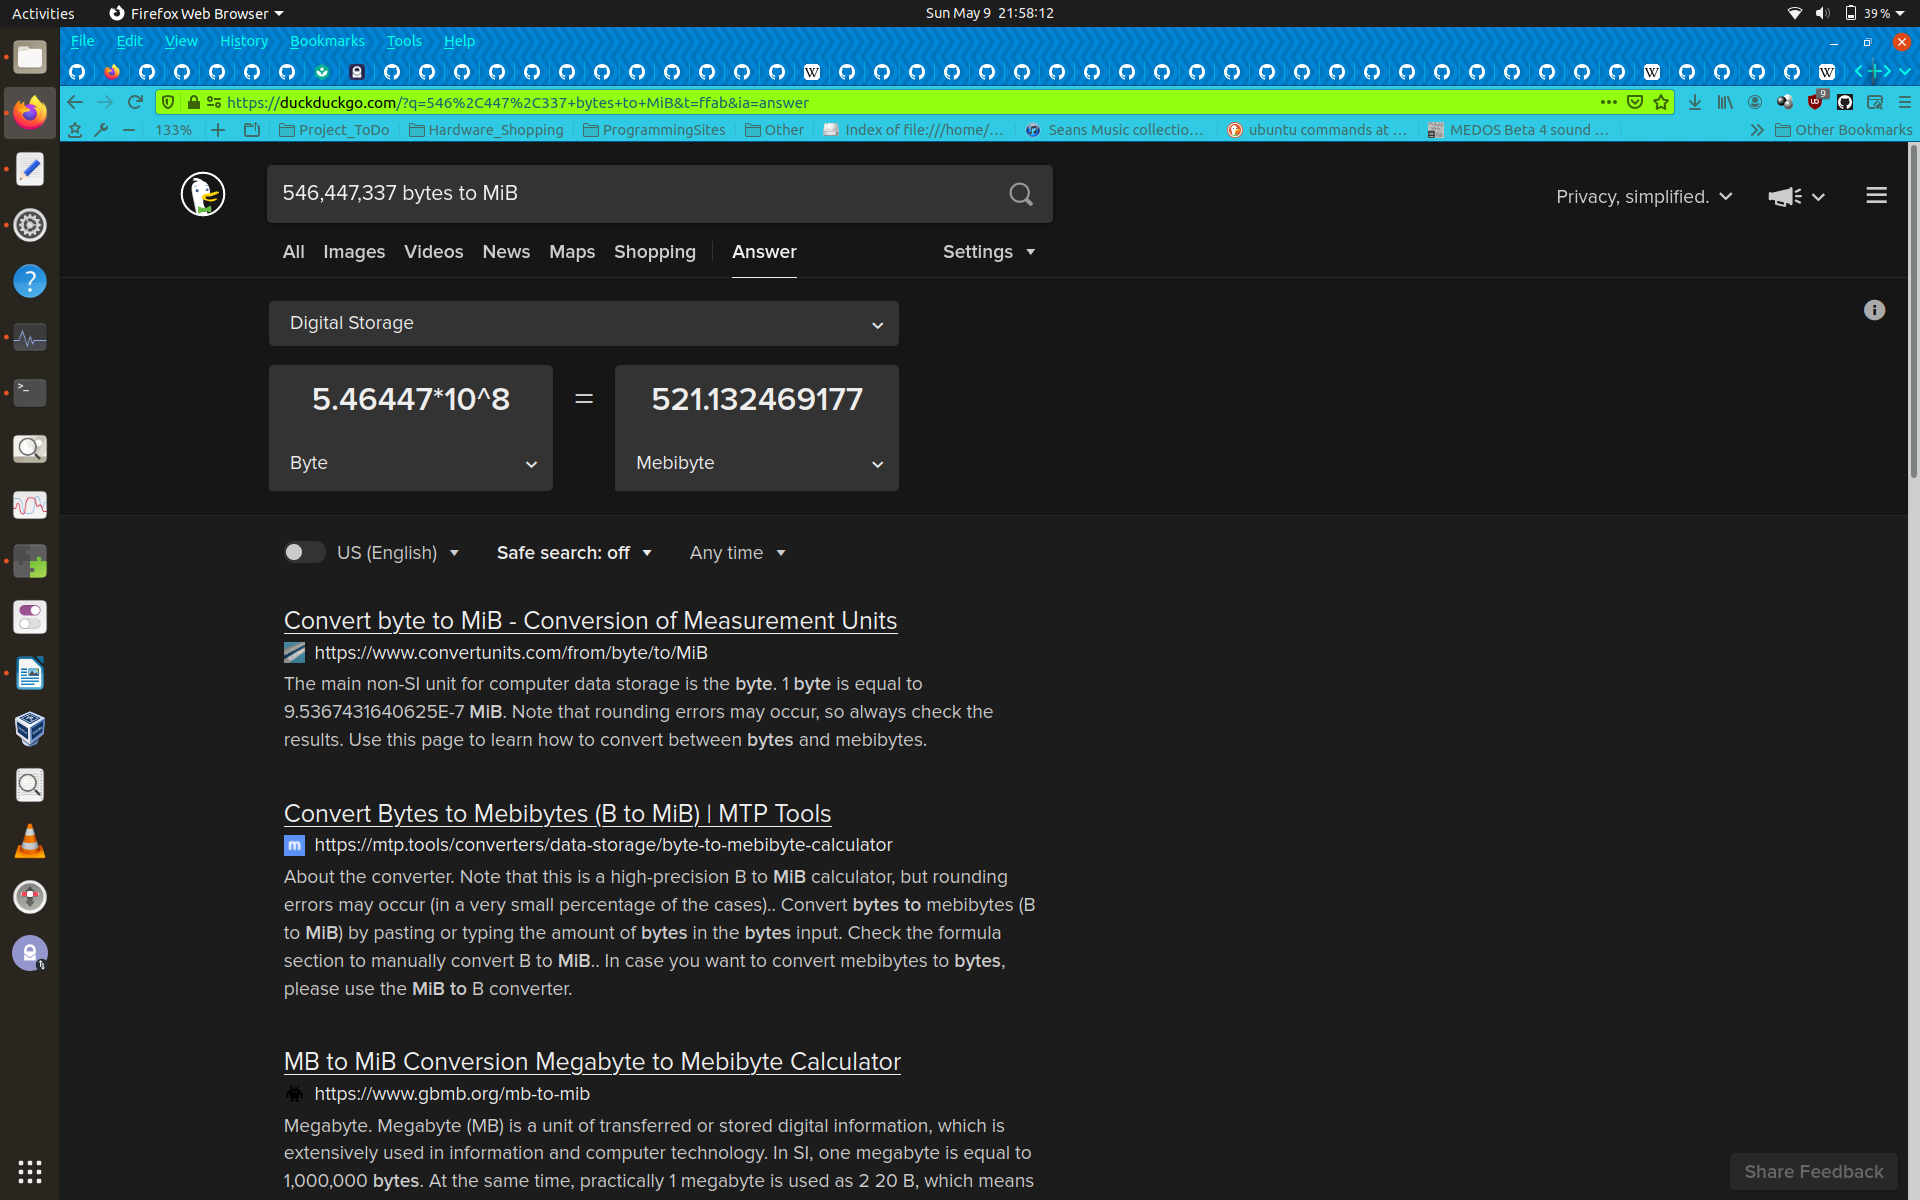 Activities
Firefox Web Browser
Sun May 9 21:58:12
39 %
File Edit View History Bookmarks Tools Help
https://duckduckgo.com/?q=546%2C447%2C337+bytes+to+MiB&t=ffab&ia=answer
9
133%
Project_ToDo
Hardware_Shopping
ProgrammingSites
Other
Index of file:///home/...
Seans Music collectio...
ubuntu commands at ...
MEDOS Beta 4 sound ...
Other Bookmarks
546,447,337 bytes to MiB
Privacy, simplified.
All Images Videos News Maps Shopping Answer Settings
Digital Storage
5.46447*10^8 = 521.132469177
Byte Mebibyte
US (English) Safe search: off Any time
Convert byte to MiB - Conversion of Measurement Units
https://www.convertunits.com/from/byte/to/MiB
The main non-SI unit for computer data storage is the byte. 1 byte is equal to
9.5367431640625E-7 MiB. Note that rounding errors may occur, so always check the
results. Use this page to learn how to convert between bytes and mebibytes.
Convert Bytes to Mebibytes (B to MiB) | MTP Tools
m https://mtp.tools/converters/data-storage/byte-to-mebibyte-calculator
About the converter. Note that this is a high-precision B to MiB calculator, but rounding
errors may occur (in a very small percentage of the cases).. Convert bytes to mebibytes (B
to MiB) by pasting or typing the amount of bytes in the bytes input. Check the formula
section to manually convert B to MiB.. In case you want to convert mebibytes to bytes,
please use the MiB to B converter.
MB to MiB Conversion Megabyte to Mebibyte Calculator
https://www.gbmb.org/mb-to-mib
Megabyte. Megabyte (MB) is a unit of transferred or stored digital information, which is
extensively used in information and computer technology. In SI, one megabyte is equal to
1,000,000 bytes. At the same time, practically 1 megabyte is used as 2 20 B, which means
Share Feedback